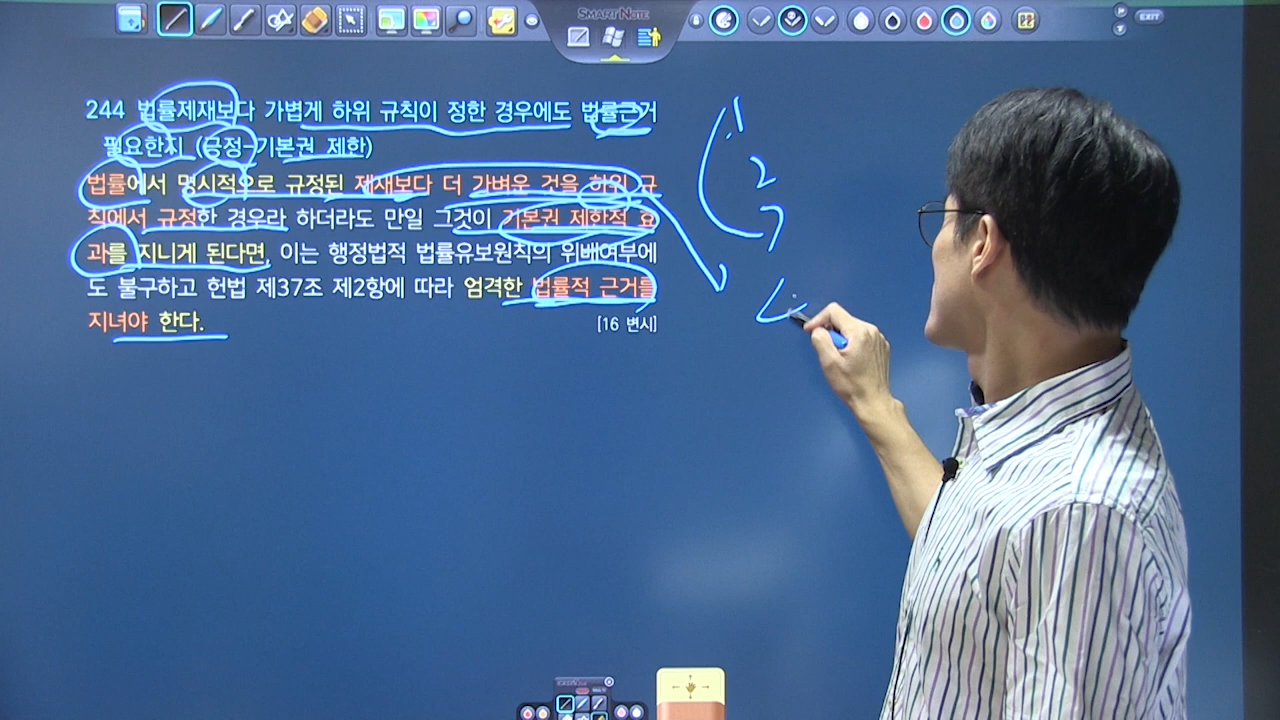 SMART NOTE
EXIT
244 법률제재보다 가볍게 하위 규칙이 정한 경우에도 법률근거
필요한지 (긍정-기본권 제한)
법률에서 명시적으로 규정된 제재보다 더 가벼운 것을 하위 규
칙에서 규정한 경우라 하더라도 만일 그것이 기본권 제한적 효
과를 지니게 된다면, 이는 행정법적 법률유보원칙의 위배여부에
도 불구하고 헌법 제37조 제2항에 따라 엄격한 법률적 근거를
지녀야 한다.
[16 변시]
1
2
7